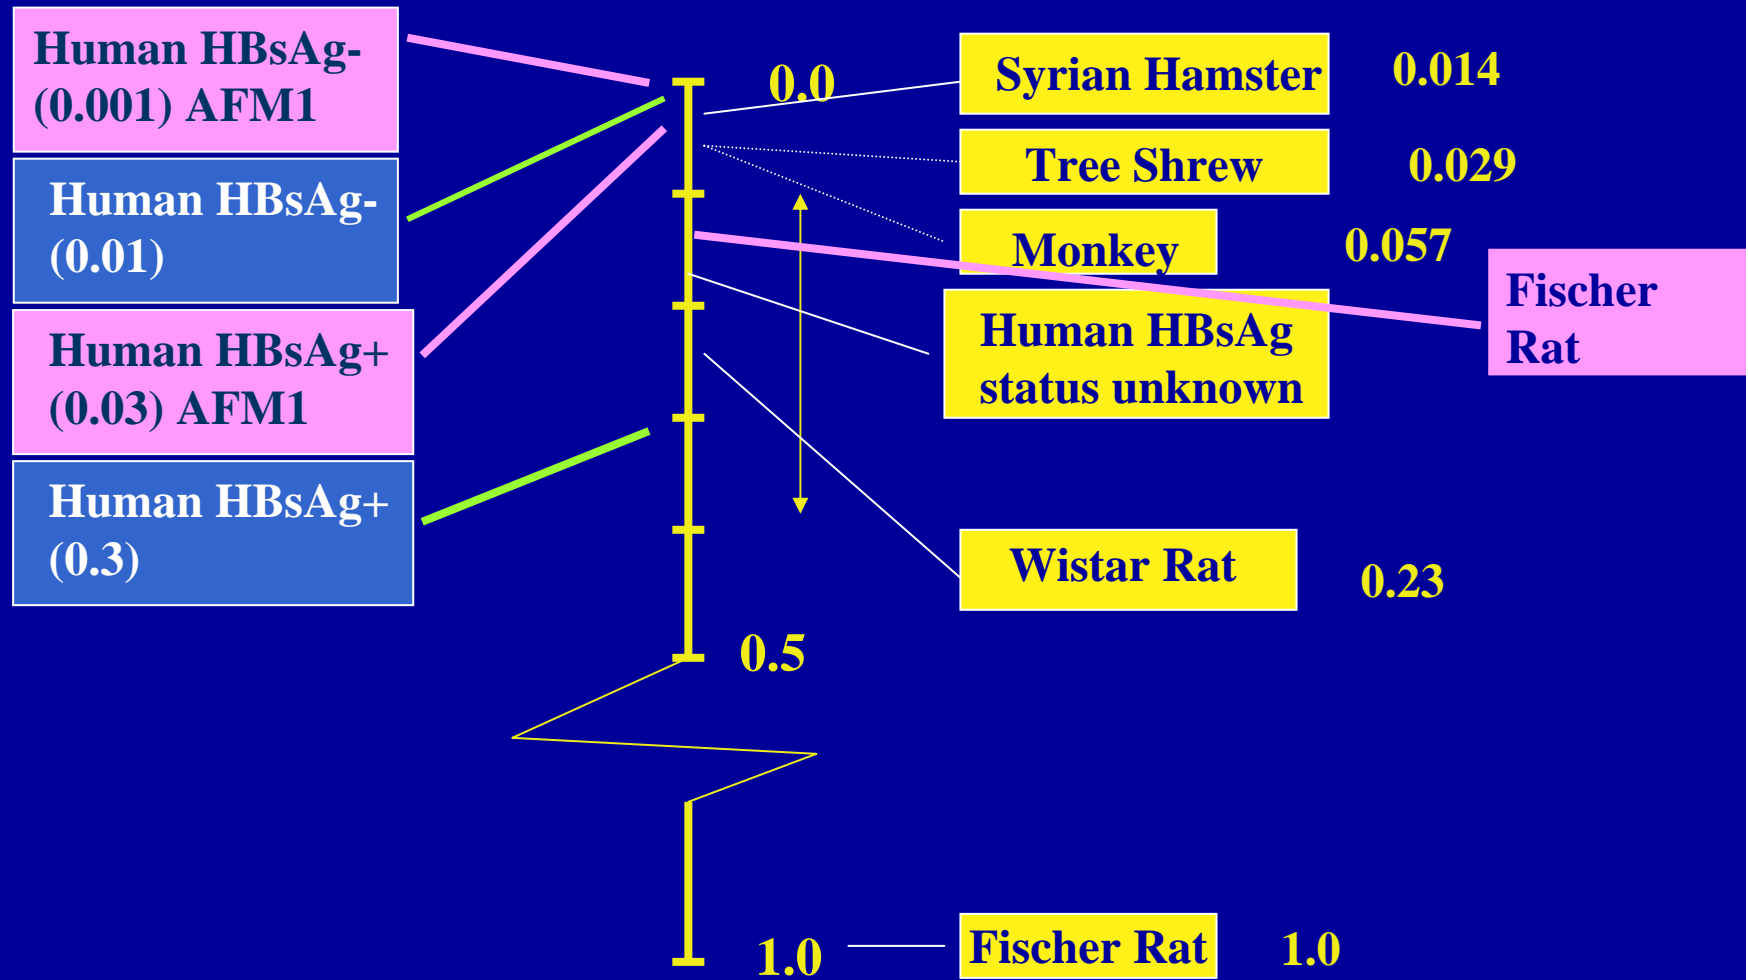 Human HBsAg-
(0.001) AFM1
Human HBsAg-
(0.01)
Human HBsAg+
(0.03) AFM1
Human HBsAg+
(0.3)
0.0
0.5
1.0
Syrian Hamster 0.014
Tree Shrew 0.029
Monkey 0.057
Human HBsAg
status unknown
Wistar Rat 0.23
Fischer Rat 1.0
Fischer
Rat